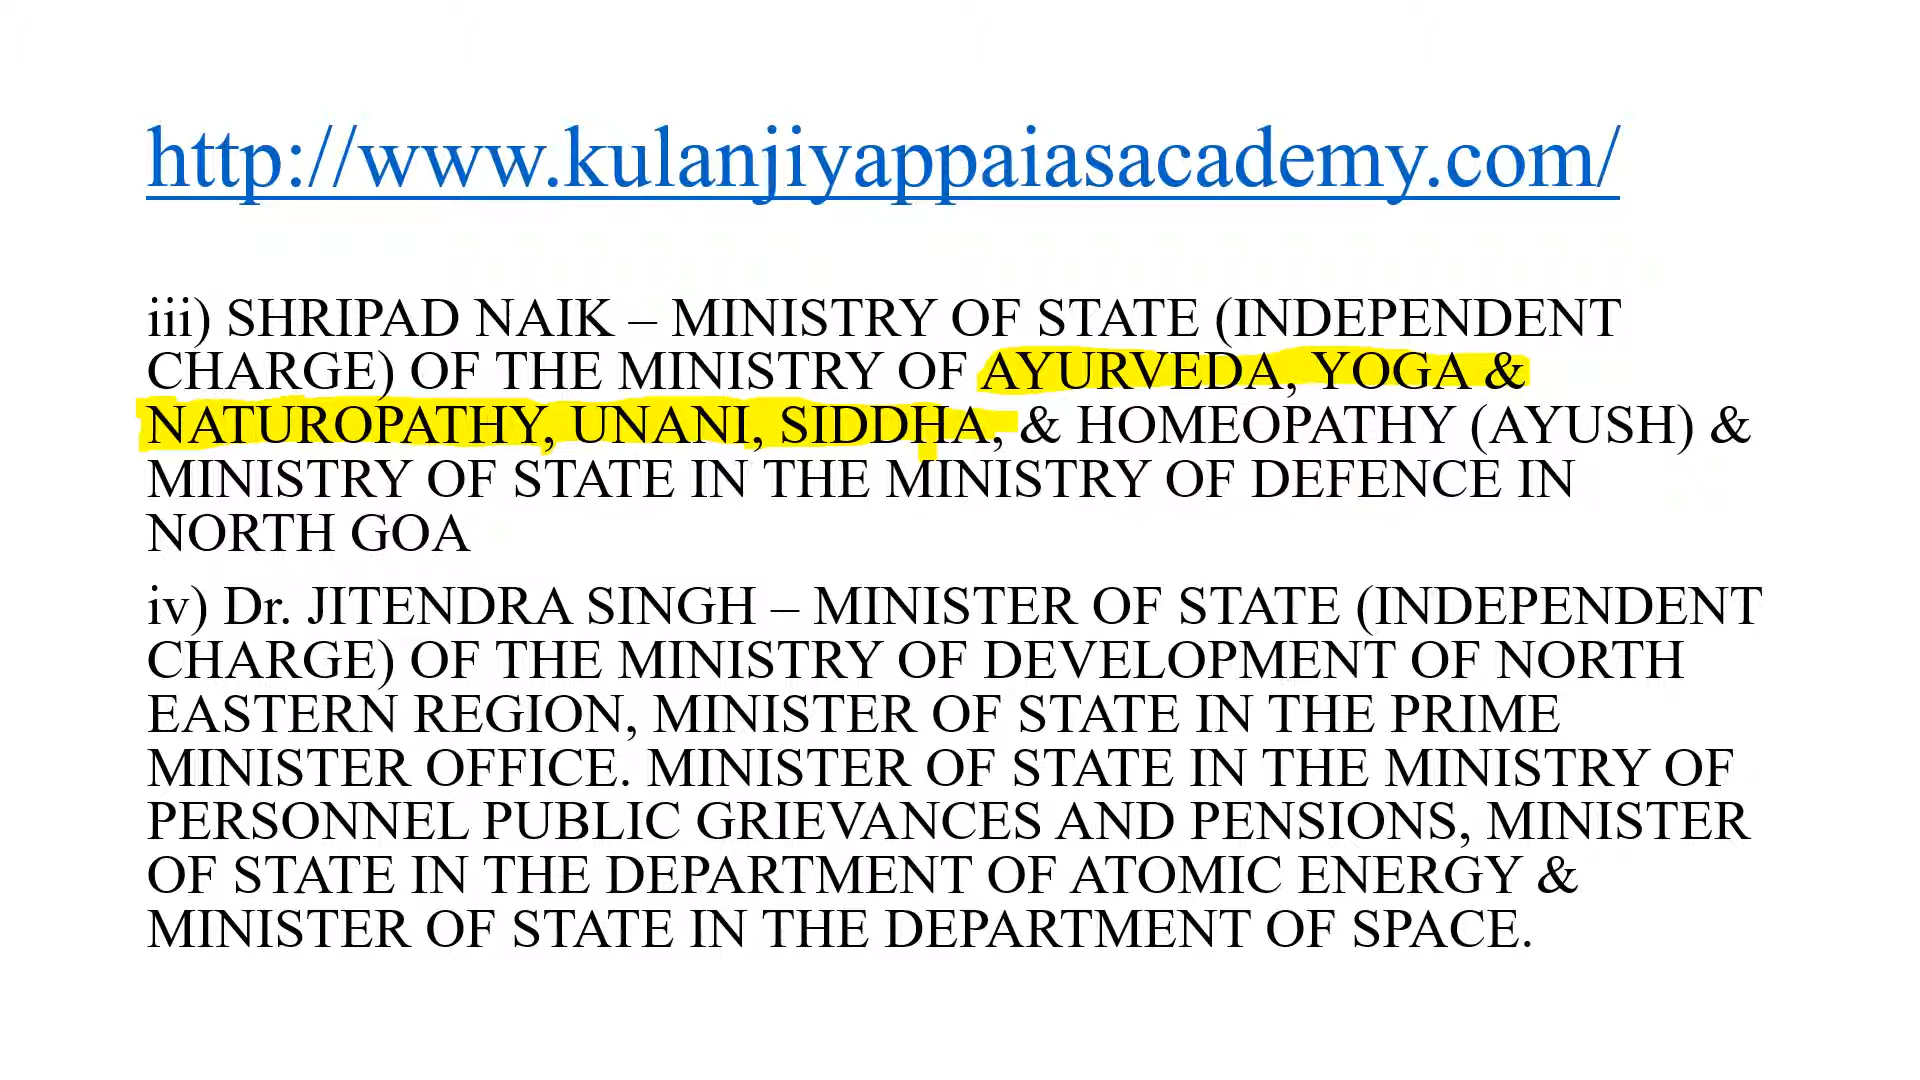 http://www.kulanjiyappaiasacademy.com/
iii) SHRIPAD NAIK – MINISTRY OF STATE (INDEPENDENT
CHARGE) OF THE MINISTRY OF AYURVEDA, YOGA &
NATUROPATHY, UNANI, SIDDHA, & HOMEOPATHY (AYUSH) &
MINISTRY OF STATE IN THE MINISTRY OF DEFENCE IN
NORTH GOA
iv) Dr. JITENDRA SINGH – MINISTER OF STATE (INDEPENDENT
CHARGE) OF THE MINISTRY OF DEVELOPMENT OF NORTH
EASTERN REGION, MINISTER OF STATE IN THE PRIME
MINISTER OFFICE. MINISTER OF STATE IN THE MINISTRY OF
PERSONNEL PUBLIC GRIEVANCES AND PENSIONS, MINISTER
OF STATE IN THE DEPARTMENT OF ATOMIC ENERGY &
MINISTER OF STATE IN THE DEPARTMENT OF SPACE.